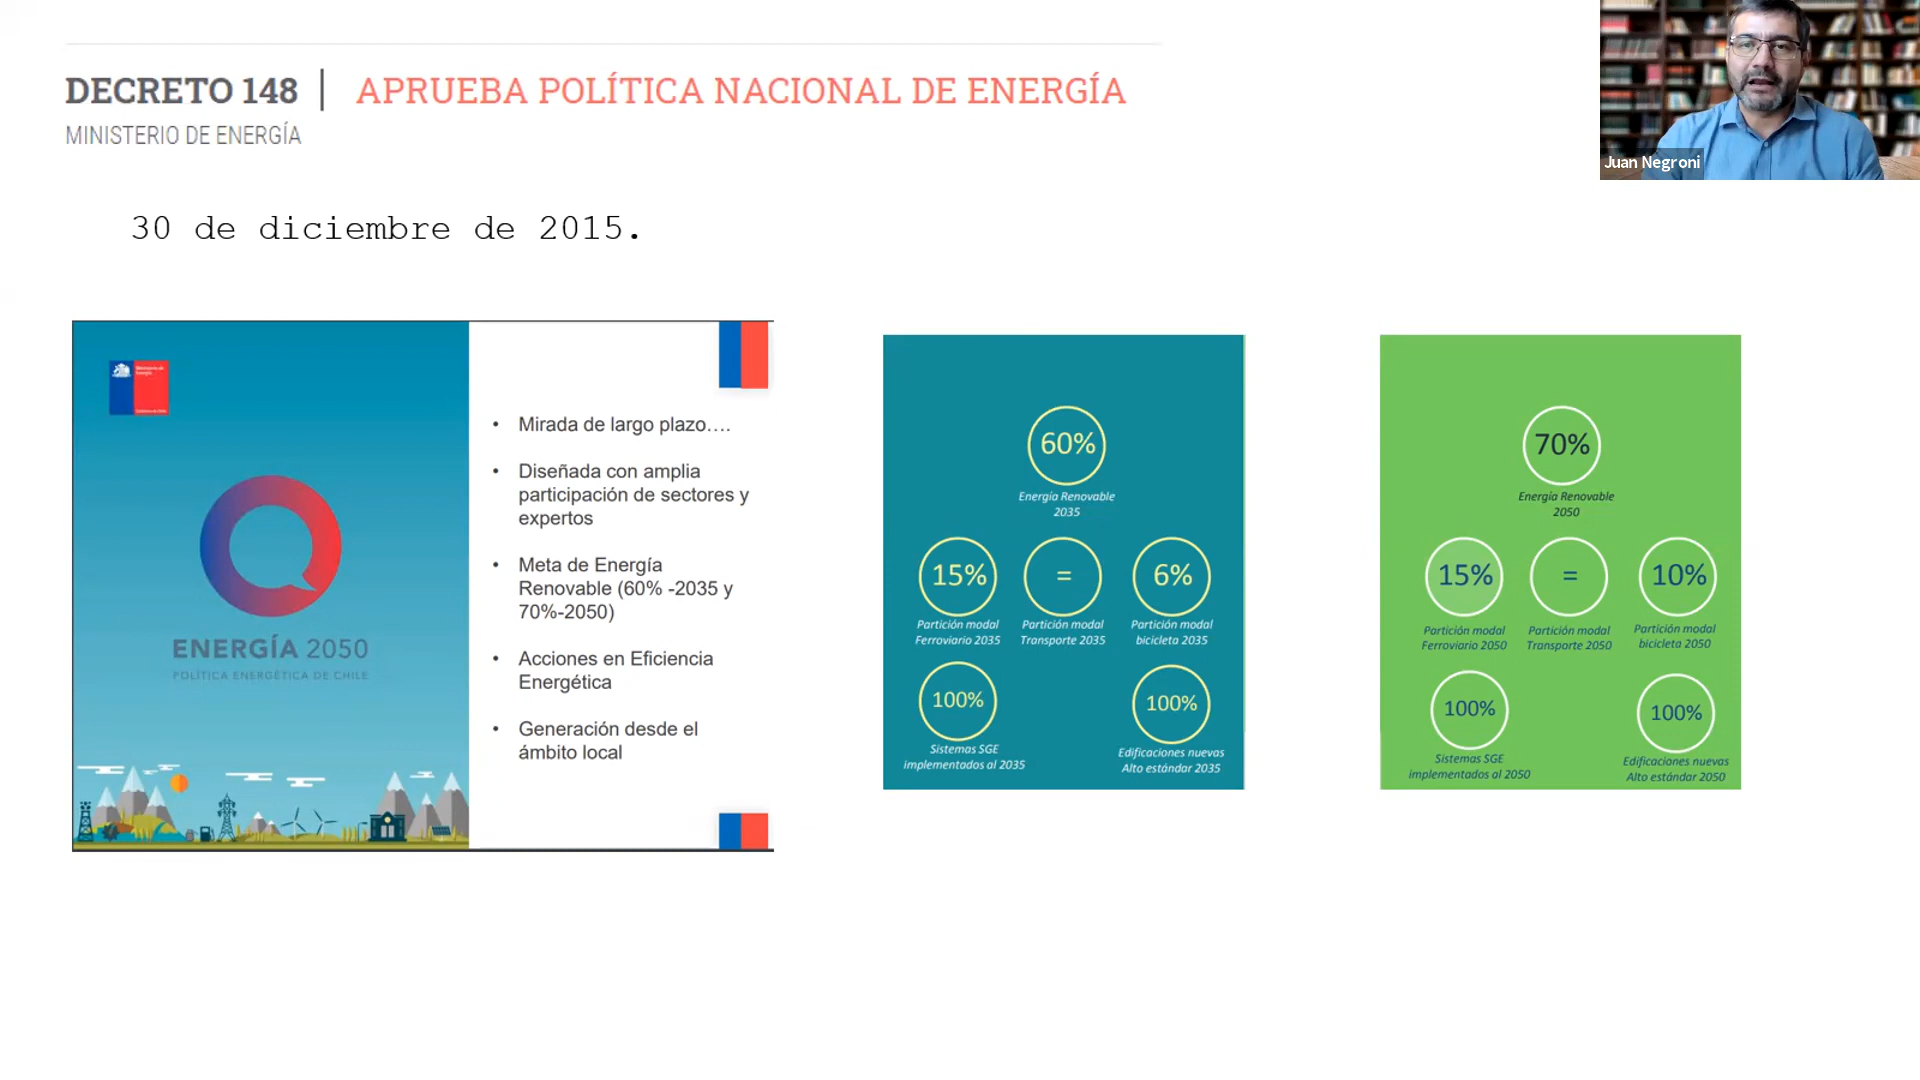 DECRETO 148 | APRUEBA POLÍTICA NACIONAL DE ENERGÍA
MINISTERIO DE ENERGÍA
Juan Negroni
30 de diciembre de 2015.
ENERGÍA 2050
POLÍTICA ENERGÉTICA DE CHILE
• Mirada de largo plazo….
• Diseñada con amplia
participación de sectores y
expertos
• Meta de Energía
Renovable (60% -2035 y
70%-2050)
• Acciones en Eficiencia
Energética
• Generación desde el
ámbito local
60%
Energía Renovable
2035
15%
=
6%
Partición modal
Ferroviario 2035
Partición modal
Transporte 2035
Partición modal
bicicleta 2035
100%
100%
Sistemas SGE
implementados al 2035
Edificaciones nuevas
Alto estándar 2035
70%
Energía Renovable
2050
15%
=
10%
Partición modal
Ferroviario 2050
Partición modal
Transporte 2050
Partición modal
bicicleta 2050
100%
100%
Sistemas SGE
implementados al 2050
Edificaciones nuevas
Alto estándar 2050